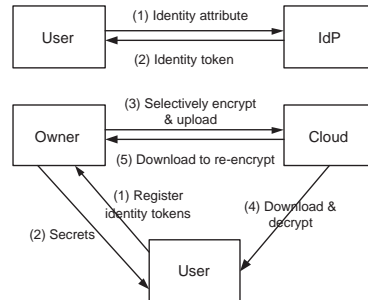 (1) Identity attribute
User
IdP
(2) Identity token
(3) Selectively encrypt
& upload
Owner
Cloud
(5) Download to re-encrypt
(1) Register
identity tokens
(4) Download &
decrypt
(2) Secrets
User